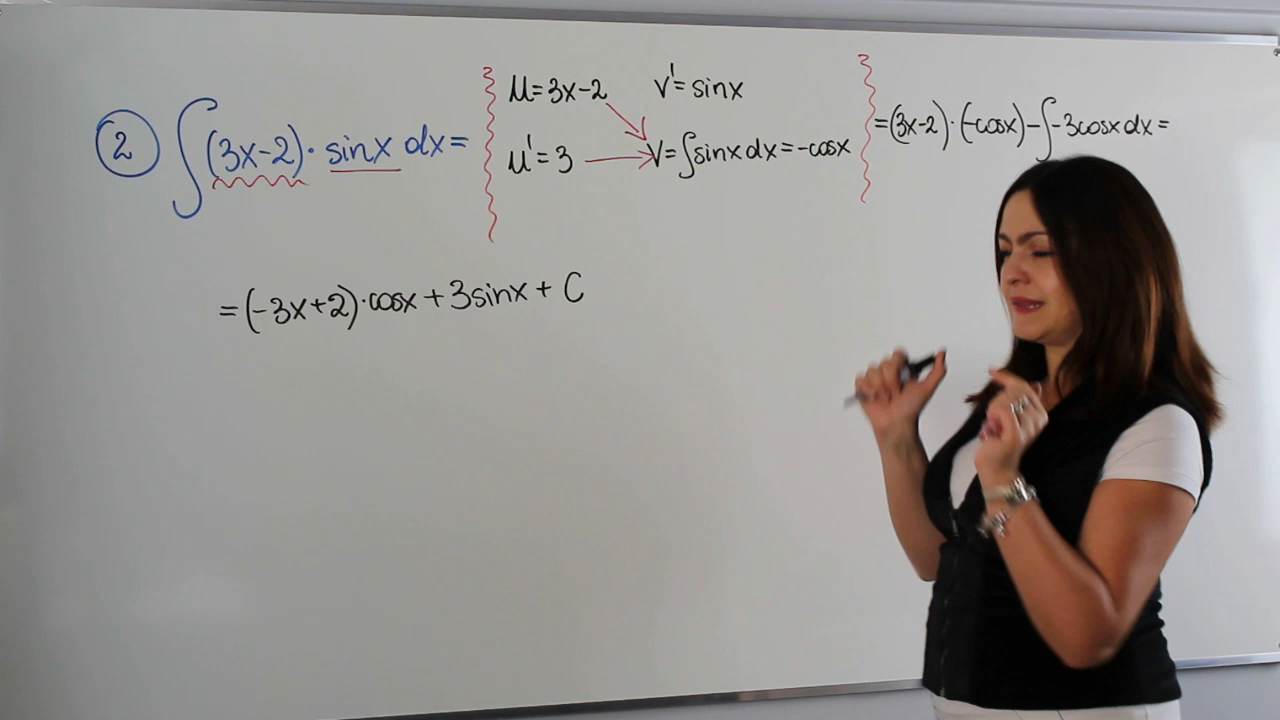 ② ∫(3x-2)·sinx dx=
u=3x-2 v'=sinx
u'=3 v=∫sinx dx=-cosx
=(3x-2)·(-cosx)-∫-3cosx dx=
=(-3x+2)·cosx+3sinx+C